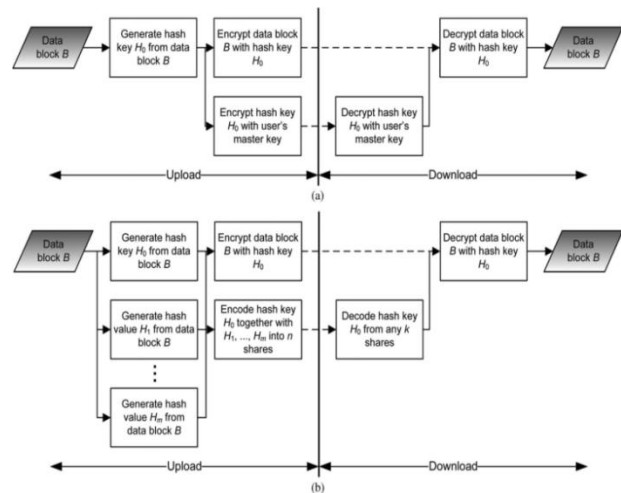 Data
block B
Generate hash
key H₀ from data
block B
Encrypt data block
B with hash key
H₀
Decrypt data block
B with hash key
H₀
Data
block B
Encrypt hash key
H₀ with user's
master key
Decrypt hash key
H₀ with user's
master key
Upload
Download
(a)
Data
block B
Generate hash
key H₀ from data
block B
Encrypt data block
B with hash key
H₀
Decrypt data block
B with hash key
H₀
Data
block B
Generate hash
value H₁ from data
block B
Encode hash key
H₀ together with
H₁, ..., Hₘ into n
shares
Decode hash key
H₀ from any k
shares
Generate hash
value Hₘ from
data block B
Upload
Download
(b)